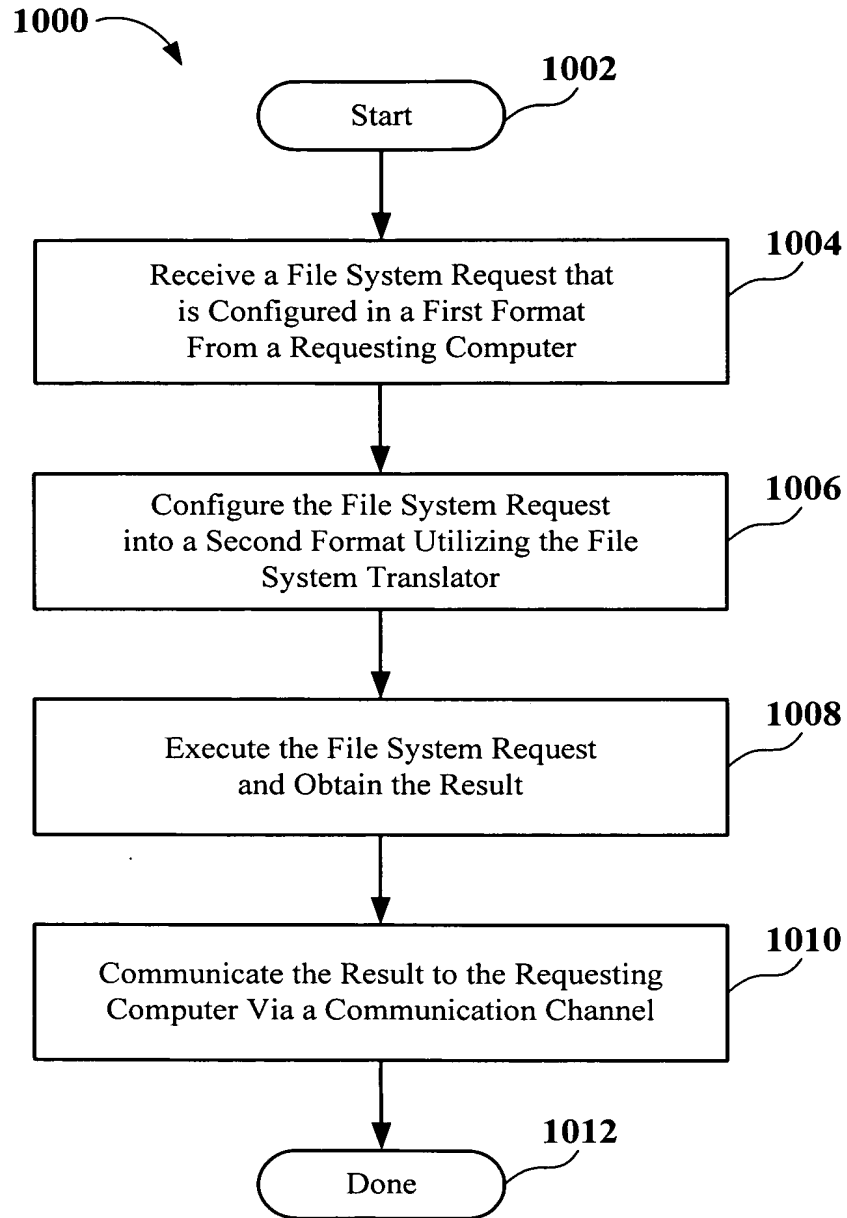 1000
1002
Start
1004
Receive a File System Request that
is Configured in a First Format
From a Requesting Computer
1006
Configure the File System Request
into a Second Format Utilizing the File
System Translator
1008
Execute the File System Request
and Obtain the Result
1010
Communicate the Result to the Requesting
Computer Via a Communication Channel
1012
Done